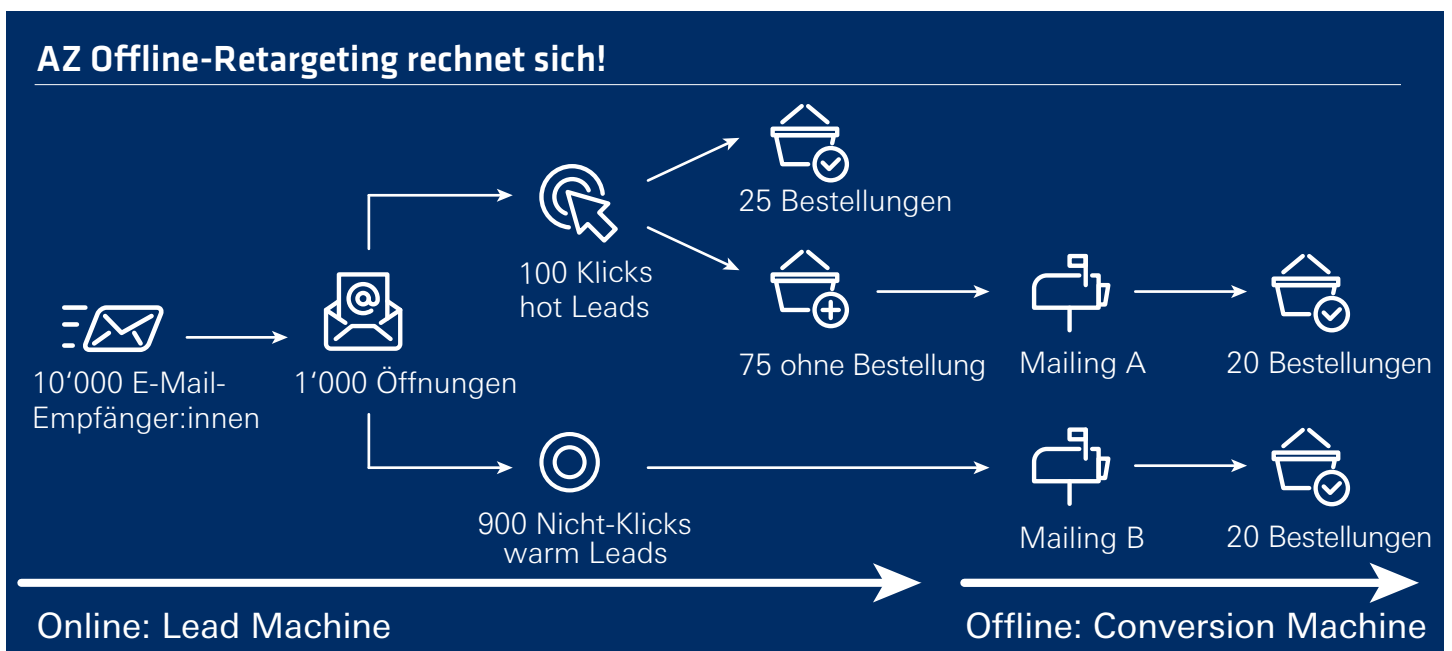 AZ Offline-Retargeting rechnet sich!
25 Bestellungen
100 Klicks
hot Leads
10‘000 E-Mail-
Empfänger:innen
1‘000 Öffnungen
75 ohne Bestellung
Mailing A
20 Bestellungen
900 Nicht-Klicks
warm Leads
Mailing B
20 Bestellungen
Online: Lead Machine
Offline: Conversion Machine